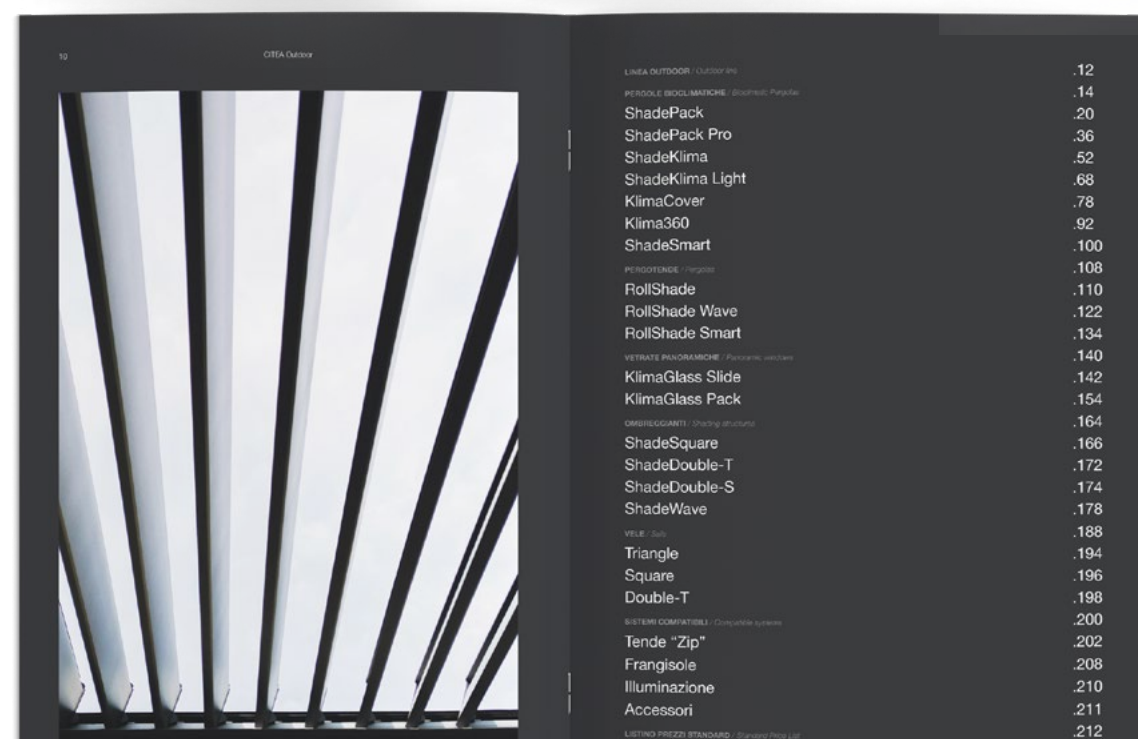 10
CITEA Outdoor
LINEA OUTDOOR / Outdoor line .12
PERGOLE BIOCLIMATICHE / Bioclimatic Pergolas .14
ShadePack .20
ShadePack Pro .36
ShadeKlima .52
ShadeKlima Light .68
KlimaCover .78
Klima360 .92
ShadeSmart .100
PERGOTENDE / Pergolas .108
RollShade .110
RollShade Wave .122
RollShade Smart .134
VETRATE PANORAMICHE / Panoramic windows .140
KlimaGlass Slide .142
KlimaGlass Pack .154
OMBREGGIANTI / Shading structures .164
ShadeSquare .166
ShadeDouble-T .172
ShadeDouble-S .174
ShadeWave .178
VELE / Sails .188
Triangle .194
Square .196
Double-T .198
SISTEMI COMPATIBILI / Compatible systems .200
Tende “Zip” .202
Frangisole .208
Illuminazione .210
Accessori .211
LISTINO PREZZI STANDARD / Standard Price List .212